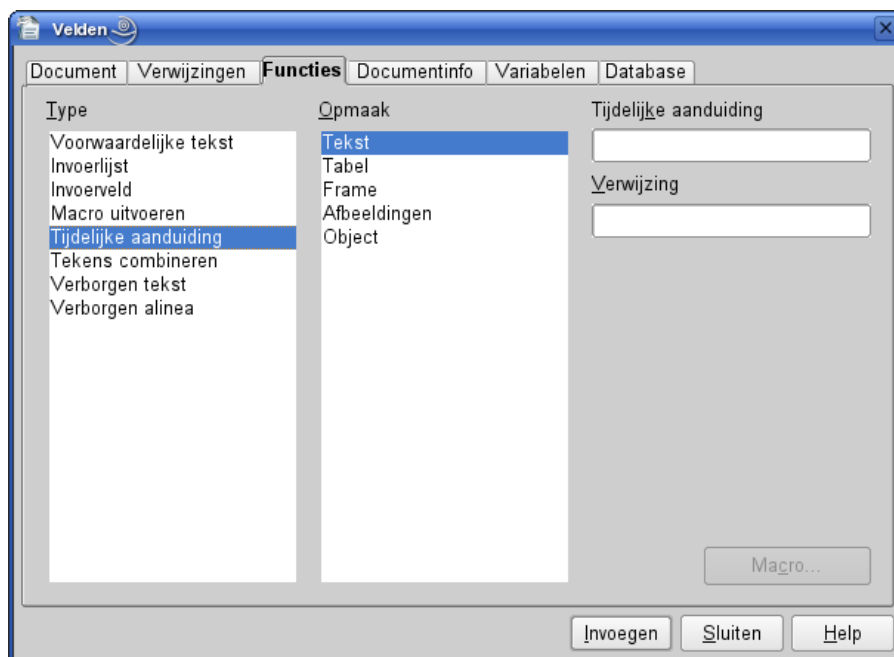 Velden
Document Verwijzingen Functies Documentinfo Variabelen Database
Type
Voorwaardelijke tekst
Invoerlijst
Invoerveld
Macro uitvoeren
Tijdelijke aanduiding
Tekens combineren
Verborgen tekst
Verborgen alinea
Opmaak
Tekst
Tabel
Frame
Afbeeldingen
Object
Tijdelijke aanduiding
Verwijzing
Macro...
Invoegen Sluiten Help